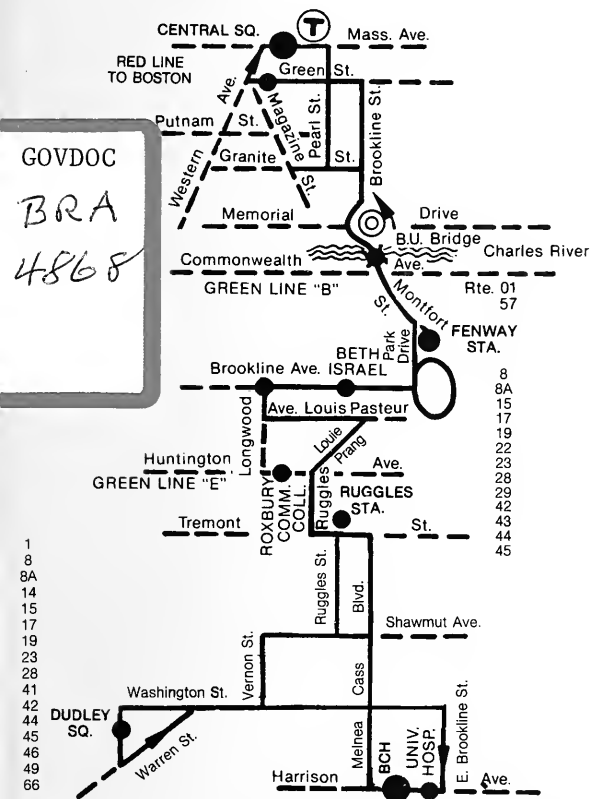 CENTRAL SQ.
T
Mass. Ave.
RED LINE
TO BOSTON
Green St.
Western Ave.
Magazine St.
Pearl St.
Brookline St.
Putnam St.
Granite St.
GOVDOC
BRA
4868
Memorial Drive
B.U. Bridge
Charles River
Commonwealth Ave.
GREEN LINE "B"
Rte. 01
57
Montfort St.
FENWAY
STA.
Park Drive
BETH
ISRAEL
Brookline Ave.
8
8A
15
17
19
22
23
28
29
42
43
44
45
Longwood
Ave. Louis Pasteur
Louie Prang
Huntington Ave.
GREEN LINE "E"
ROXBURY
COMM.
COLL.
Ruggles
RUGGLES
STA.
Tremont St.
Ruggles St.
Melnea Cass Blvd.
Shawmut Ave.
Vernon St.
1
8
8A
14
15
17
19
23
28
41
42
44
45
46
49
66
Washington St.
DUDLEY
SQ.
Warren St.
BCH
UNIV.
HOSP.
E. Brookline St.
Harrison Ave.